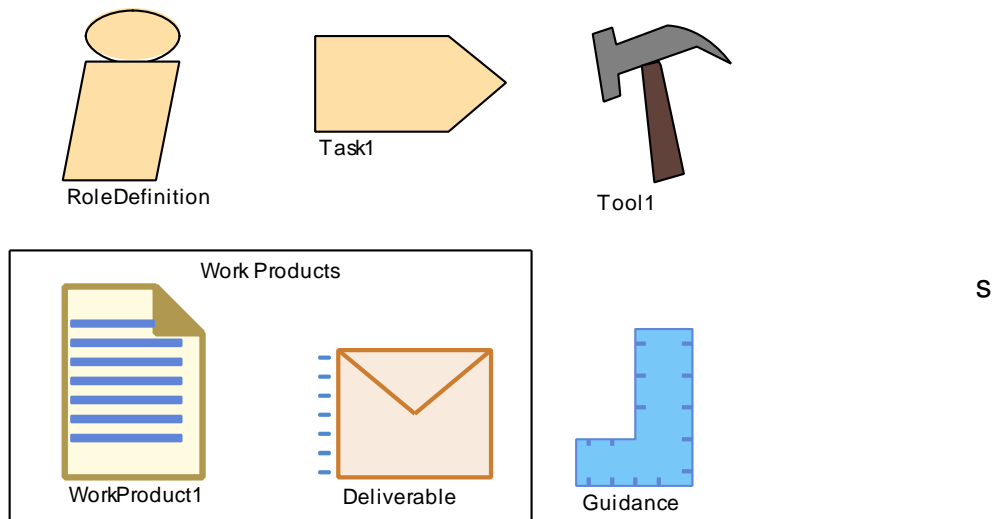 RoleDefinition
Task1
Tool1
Work Products
s
WorkProduct1
Deliverable
Guidance